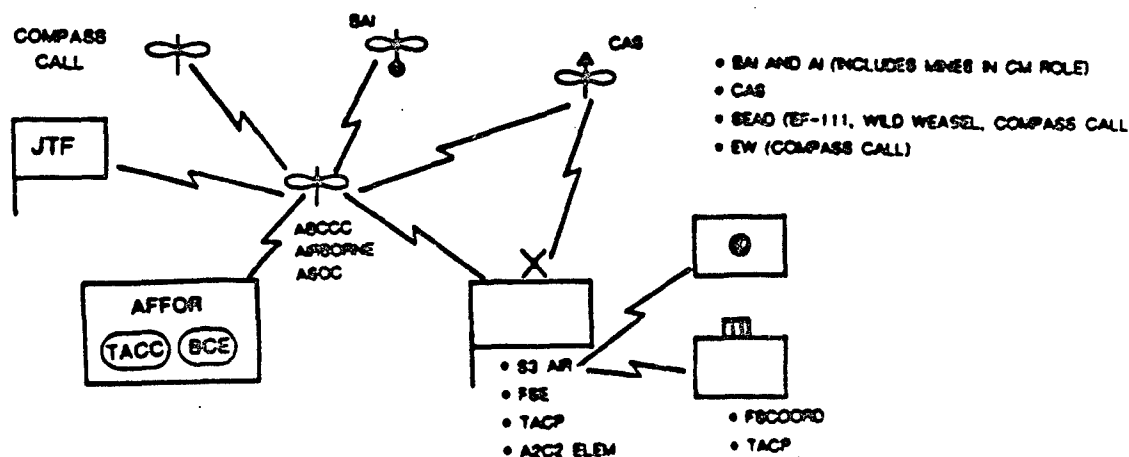 COMPASS
CALL
BAI
CAS
• BAI AND AI (INCLUDES MINES IN CM ROLE)
• CAS
• SEAD (EF-111, WILD WEASEL, COMPASS CALL
• EW (COMPASS CALL)
JTF
ABCCC
AIRBORNE
ASOC
AFFOR
TACC
BCE
• S3 AIR
• FSE
• TACP
• A2C2 ELEM
• FSCOORD
• TACP